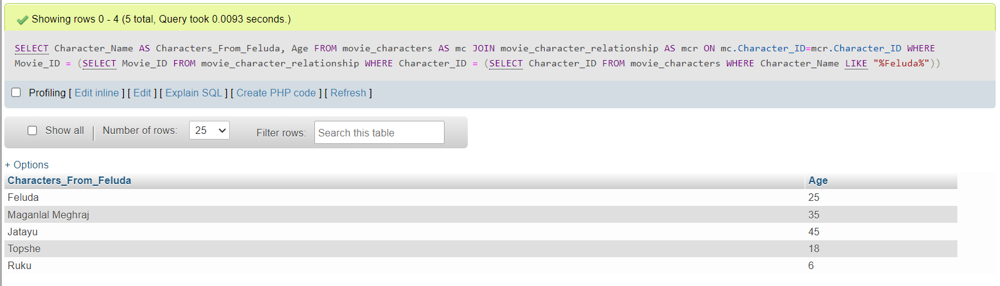 Showing rows 0 - 4 (5 total, Query took 0.0093 seconds.)
SELECT Character_Name AS Characters_From_Feluda, Age FROM movie_characters AS mc JOIN movie_character_relationship AS mcr ON mc.Character_ID=mcr.Character_ID WHERE
Movie_ID = (SELECT Movie_ID FROM movie_character_relationship WHERE Character_ID = (SELECT Character_ID FROM movie_characters WHERE Character_Name LIKE "%Feluda%"))
Profiling [ Edit inline ] [ Edit ] [ Explain SQL ] [ Create PHP code ] [ Refresh ]
Show all | Number of rows: 25 Filter rows: Search this table
+ Options
Characters_From_Feluda Age
Feluda 25
Maganlal Meghraj 35
Jatayu 45
Topshe 18
Ruku 6